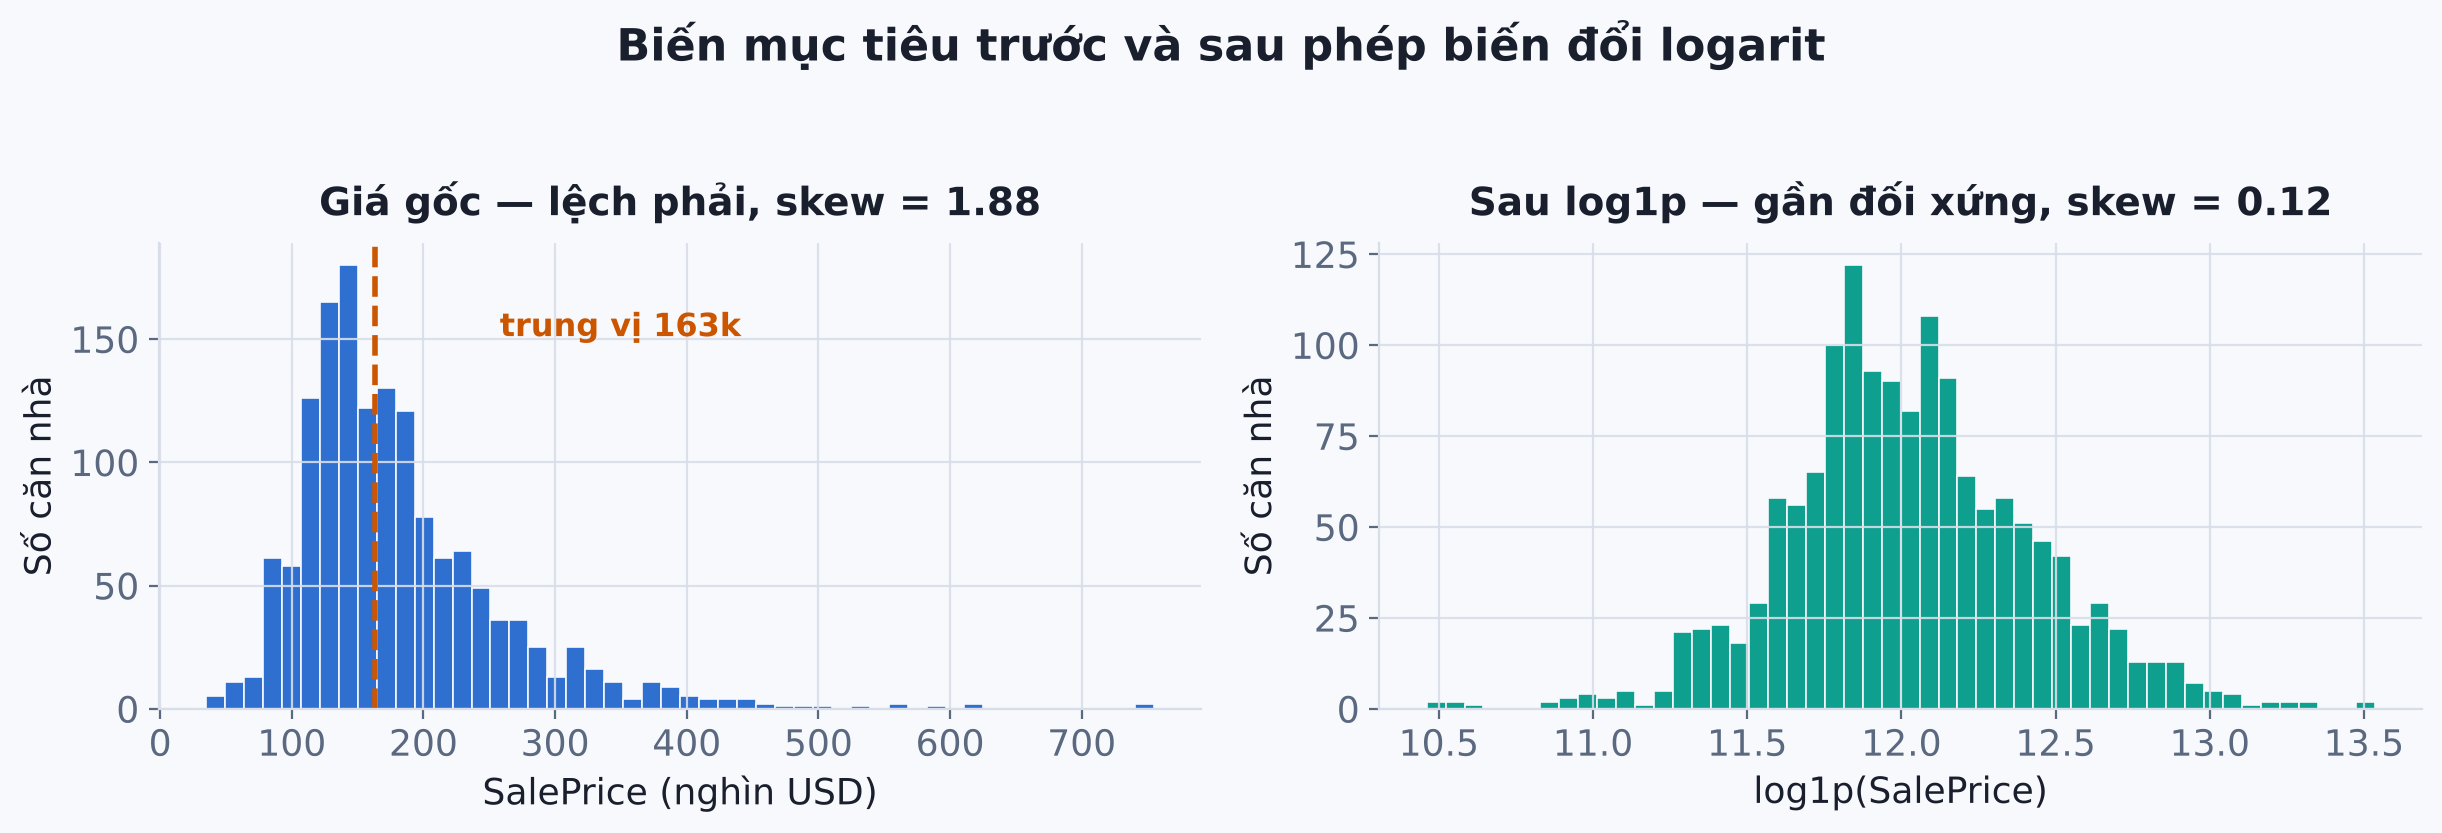 Biến mục tiêu trước và sau phép biến đổi logarit
Giá gốc — lệch phải, skew = 1.88
trung vị 163k
Số căn nhà
150
100
50
0
0 100 200 300 400 500 600 700
SalePrice (nghìn USD)
Sau log1p — gần đối xứng, skew = 0.12
Số căn nhà
125
100
75
50
25
0
10.5 11.0 11.5 12.0 12.5 13.0 13.5
log1p(SalePrice)